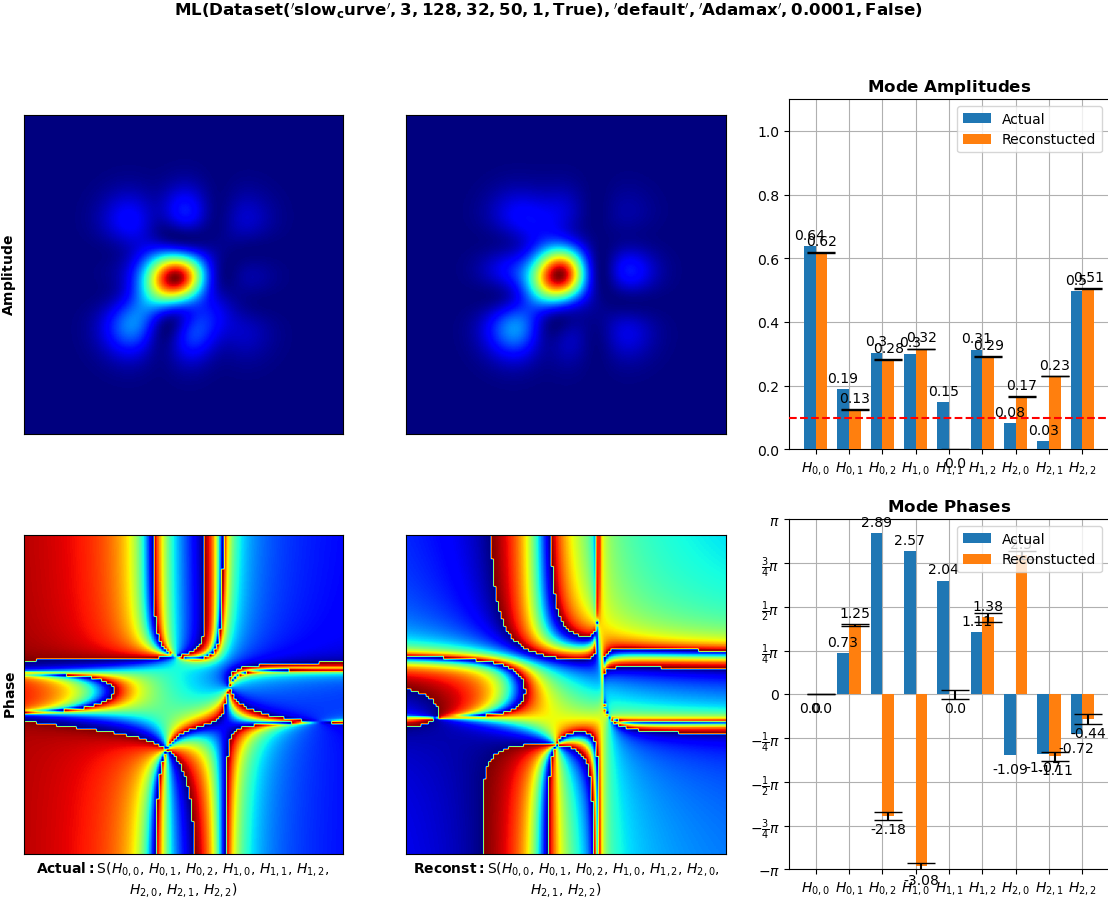 ML(Dataset('slow_curve', 3, 128, 32, 50, 1, True), 'default', 'Adamax', 0.0001, False)
Amplitude
Mode Amplitudes
Actual
Reconstucted
1.0
0.8
0.6
0.4
0.2
0.0
0.64
0.62
0.19
0.13
0.3
0.28
0.3
0.32
0.15
0.0
0.31
0.29
0.08
0.17
0.03
0.23
0.5
0.51
H0,0 H0,1 H0,2 H1,0 H1,1 H1,2 H2,0 H2,1 H2,2
Phase
Mode Phases
Actual
Reconstucted
π
3/4π
1/2π
1/4π
0
−1/4π
−1/2π
−3/4π
−π
0.0
0.0
0.73
1.25
2.89
-2.18
2.57
-3.08
2.04
0.0
1.11
1.38
-1.09
-1.07
-1.11
-0.72
-0.44
H0,0 H0,1 H0,2 H1,0 H1,1 H1,2 H2,0 H2,1 H2,2
Actual: S(H0,0, H0,1, H0,2, H1,0, H1,1, H1,2,
H2,0, H2,1, H2,2)
Reconst: S(H0,0, H0,1, H0,2, H1,0, H1,2, H2,0,
H2,1, H2,2)